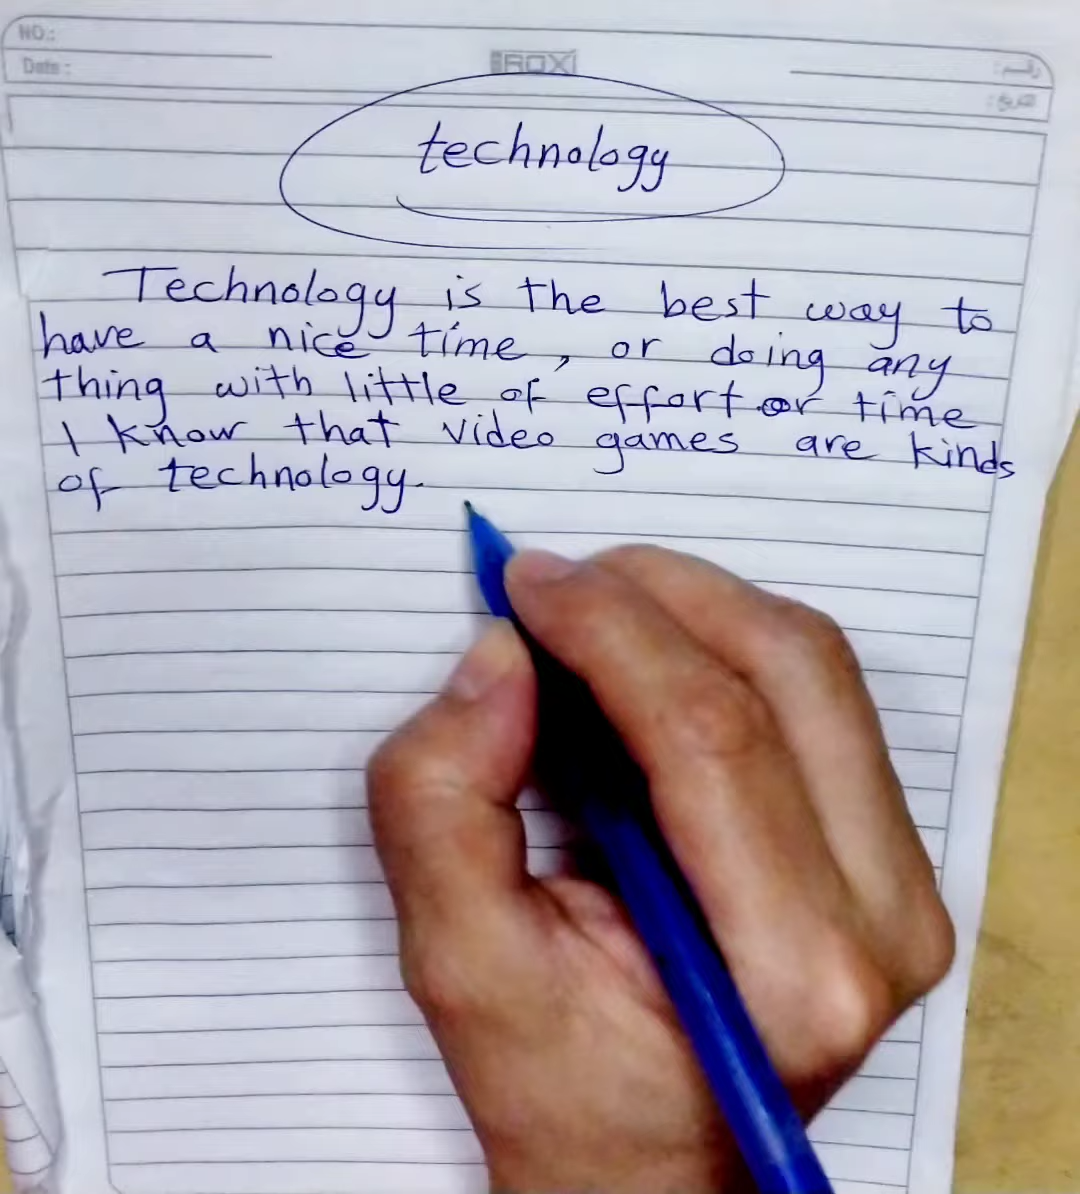 NO.:
Date:
ROXI
رقم:
technology
Technology is the best way to
have a nice time, or doing any
thing with little of effort or time
I know that video games are kinds
of technology.